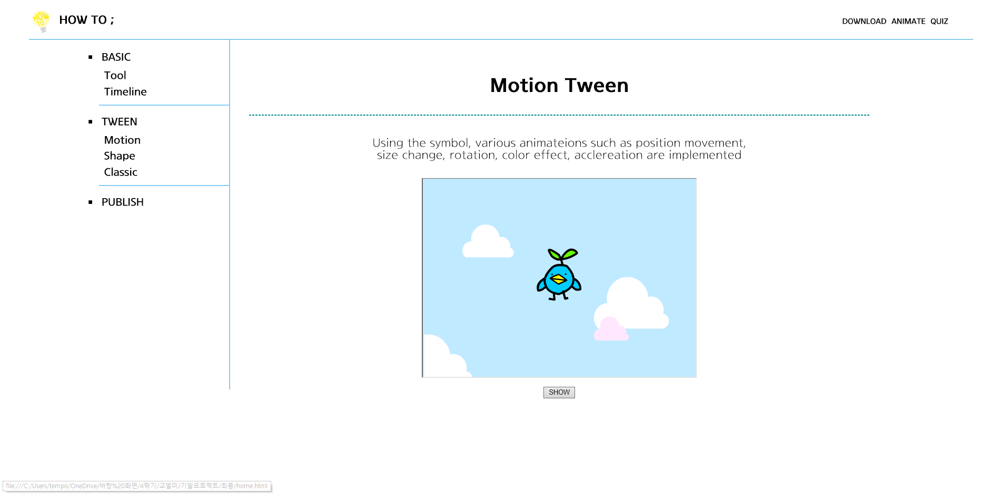 HOW TO ;
HOW TO ;
DOWNLOAD ANIMATE QUIZ
▪ BASIC
Tool
Timeline
▪ TWEEN
Motion
Shape
Classic
▪ PUBLISH
Motion Tween
Using the symbol, various animateions such as position movement,
size change, rotation, color effect, acclereation are implemented
SHOW
file:///C:/Users/tempo/OneDrive/바탕%20화면/4학기/교멀미/기말프로젝트/최종/home.html